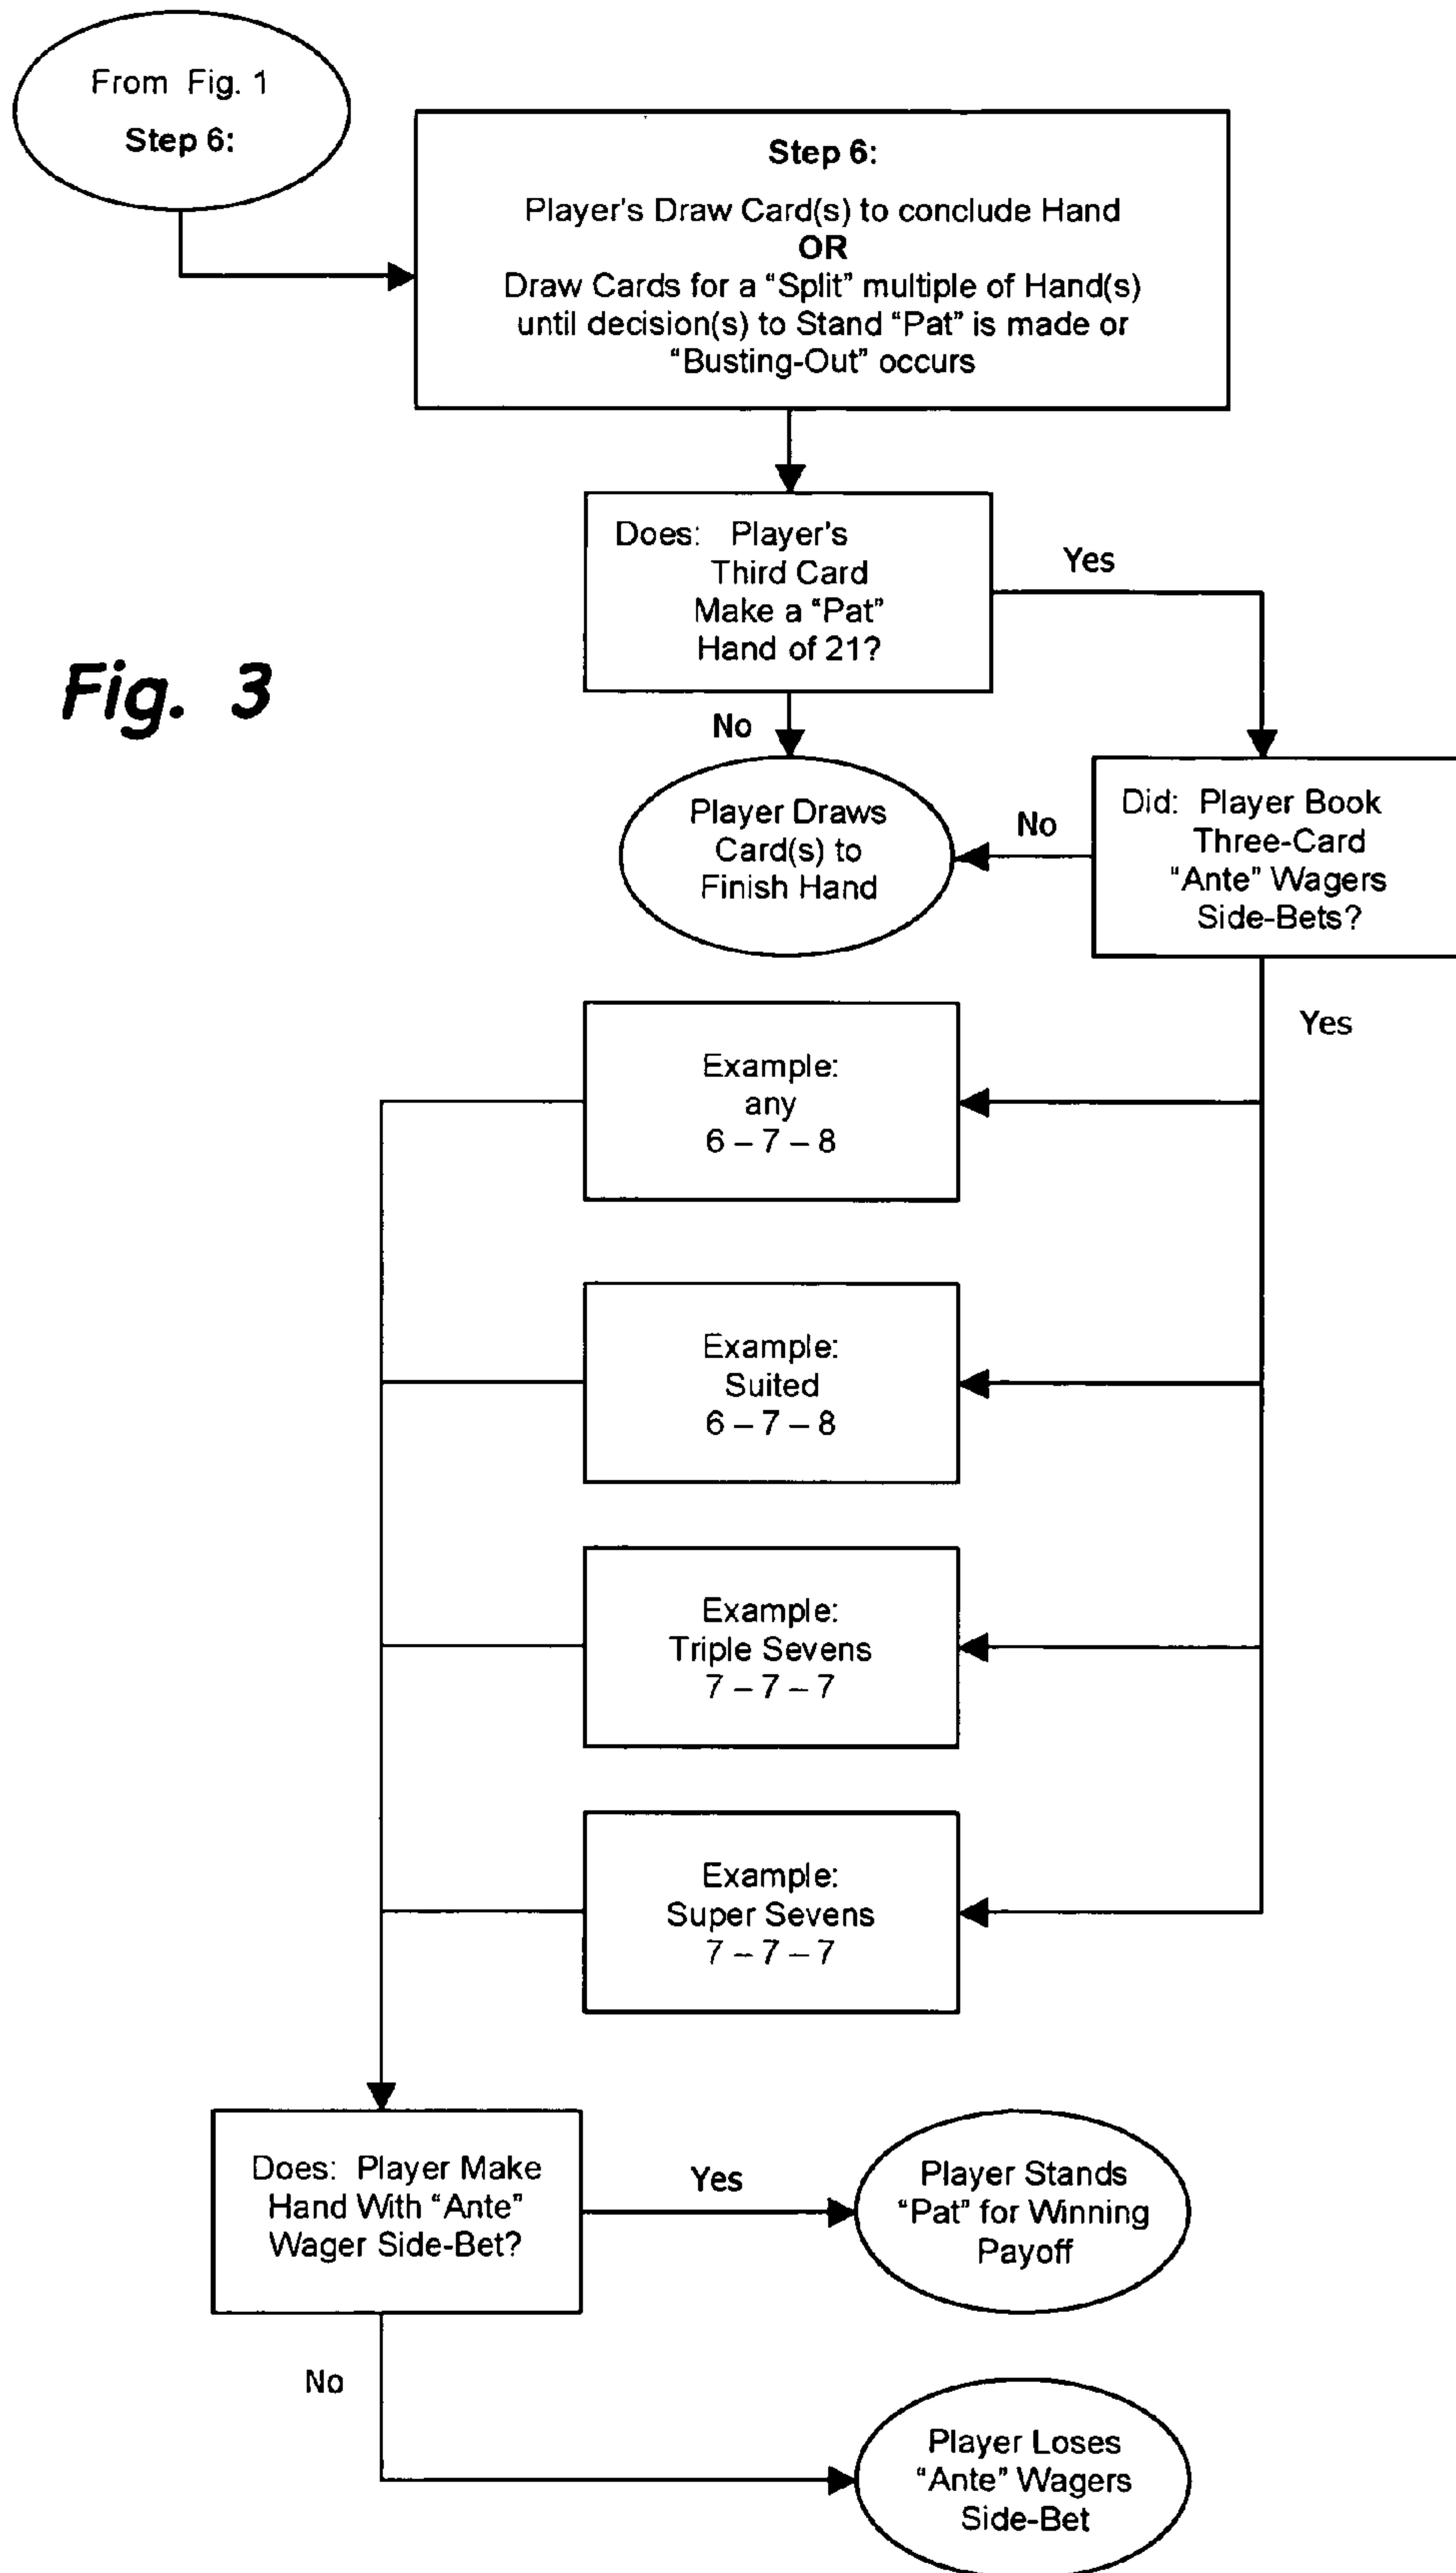 From Fig. 1
Step 6:
Step 6:
Player's Draw Card(s) to conclude Hand
OR
Draw Cards for a “Split” multiple of Hand(s)
until decision(s) to Stand “Pat” is made or
“Busting-Out” occurs
Does: Player's
Third Card
Make a “Pat”
Hand of 21?
Yes
No
Fig. 3
Player Draws
Card(s) to
Finish Hand
No
Did: Player Book
Three-Card
“Ante” Wagers
Side-Bets?
Yes
Example:
any
6 – 7 – 8
Example:
Suited
6 – 7 – 8
Example:
Triple Sevens
7 – 7 – 7
Example:
Super Sevens
7 – 7 – 7
Does: Player Make
Hand With “Ante”
Wager Side-Bet?
Yes
Player Stands
“Pat” for Winning
Payoff
No
Player Loses
“Ante” Wagers
Side-Bet